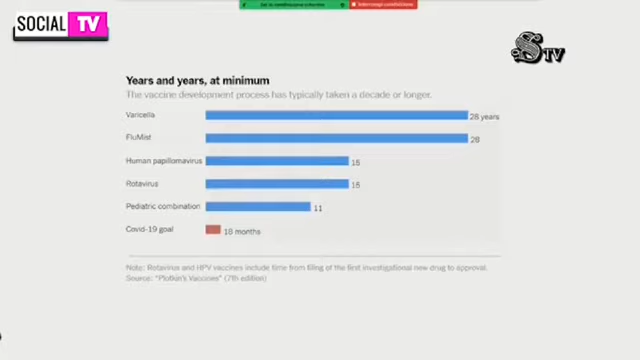 SOCIAL TV
STV
Years and years, at minimum
The vaccine development process has typically taken a decade or longer.
Varicella 28 years
FluMist 28
Human papillomavirus 15
Rotavirus 15
Pediatric combination 11
Covid-19 goal 18 months
Note: Rotavirus and HPV vaccines include time from filing of the first investigational new drug to approval.
Source: "Plotkin's Vaccines" (7th edition)